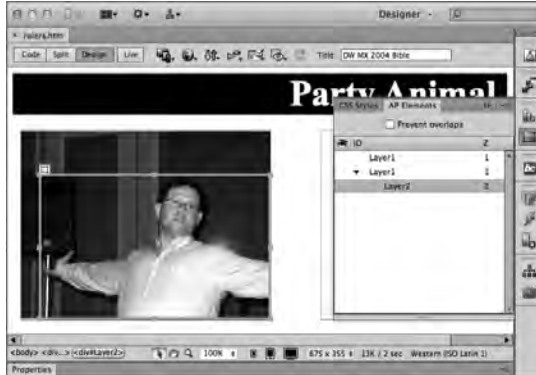 Designer
× rulers.htm
Code Split Design Live Title: DW MX 2004 Bible
Party Animal
CSS Styles AP Elements
Prevent overlaps
ID Z
Layer1 1
Layer1 1
Layer2 2
<body> <div...> <div#Layer2> 100% 675 x 355 23K / 2 sec Western (ISO Latin 1)
Properties